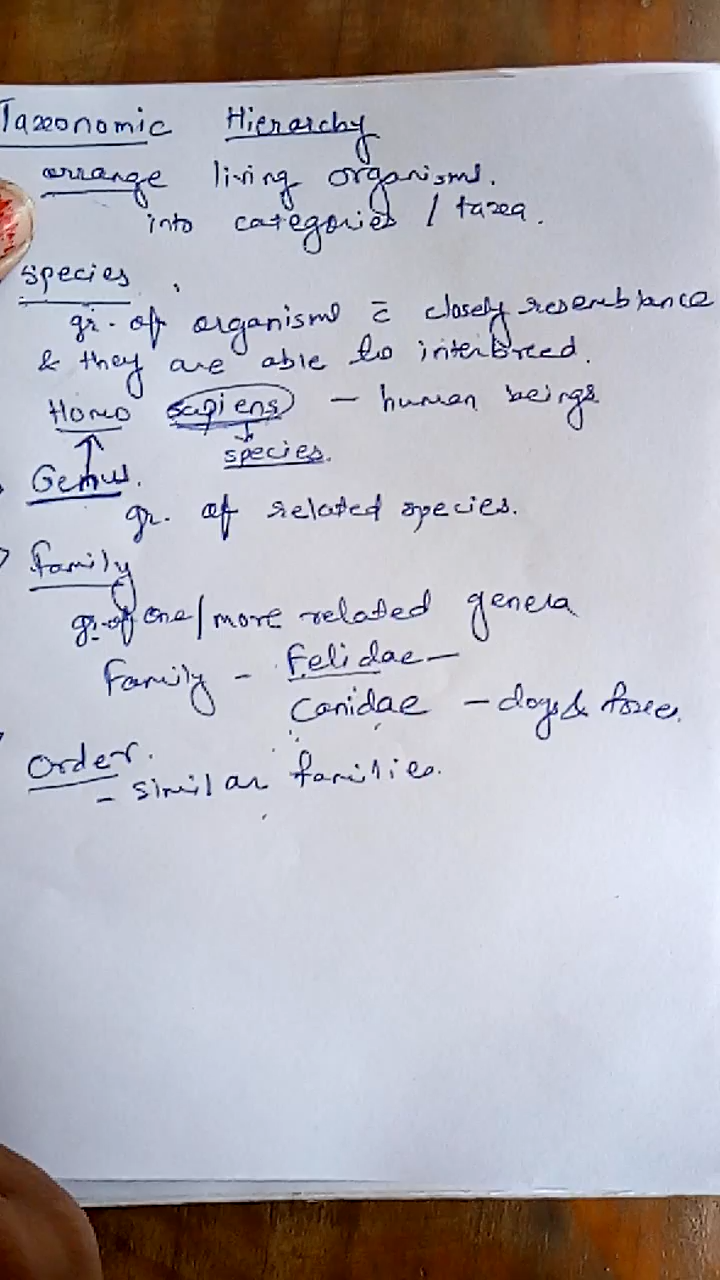 Taxonomic Hierarchy
arrange living organisms.
into categories / taxa.
Species
gr. of organisms c̄ closely resemblance
& they are able to interbreed.
Homo sapiens – human beings
species.
Genus.
gr. of related species.
Family
gr. of one/more related genera
Family - Felidae –
Canidae – dogs & foxes.
Order.
- similar families.